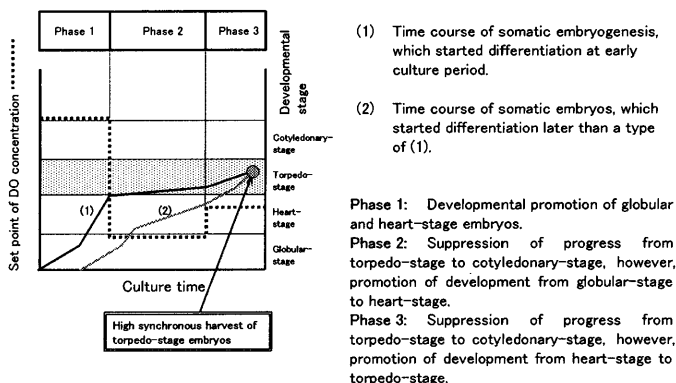 Phase 1 Phase 2 Phase 3
Set point of DO concentration
Developmental
stage
Cotyledonary-
stage
Torpedo-
stage
Heart-
stage
Globular-
stage
(1)
(2)
Culture time
High synchronous harvest of
torpedo-stage embryos
(1) Time course of somatic embryogenesis,
which started differentiation at early
culture period.
(2) Time course of somatic embryos, which
started differentiation later than a type
of (1).
Phase 1: Developmental promotion of globular
and heart-stage embryos.
Phase 2: Suppression of progress from
torpedo-stage to cotyledonary-stage, however,
promotion of development from globular-stage
to heart-stage.
Phase 3: Suppression of progress from
torpedo-stage to cotyledonary-stage, however,
promotion of development from heart-stage to
torpedo-stage.